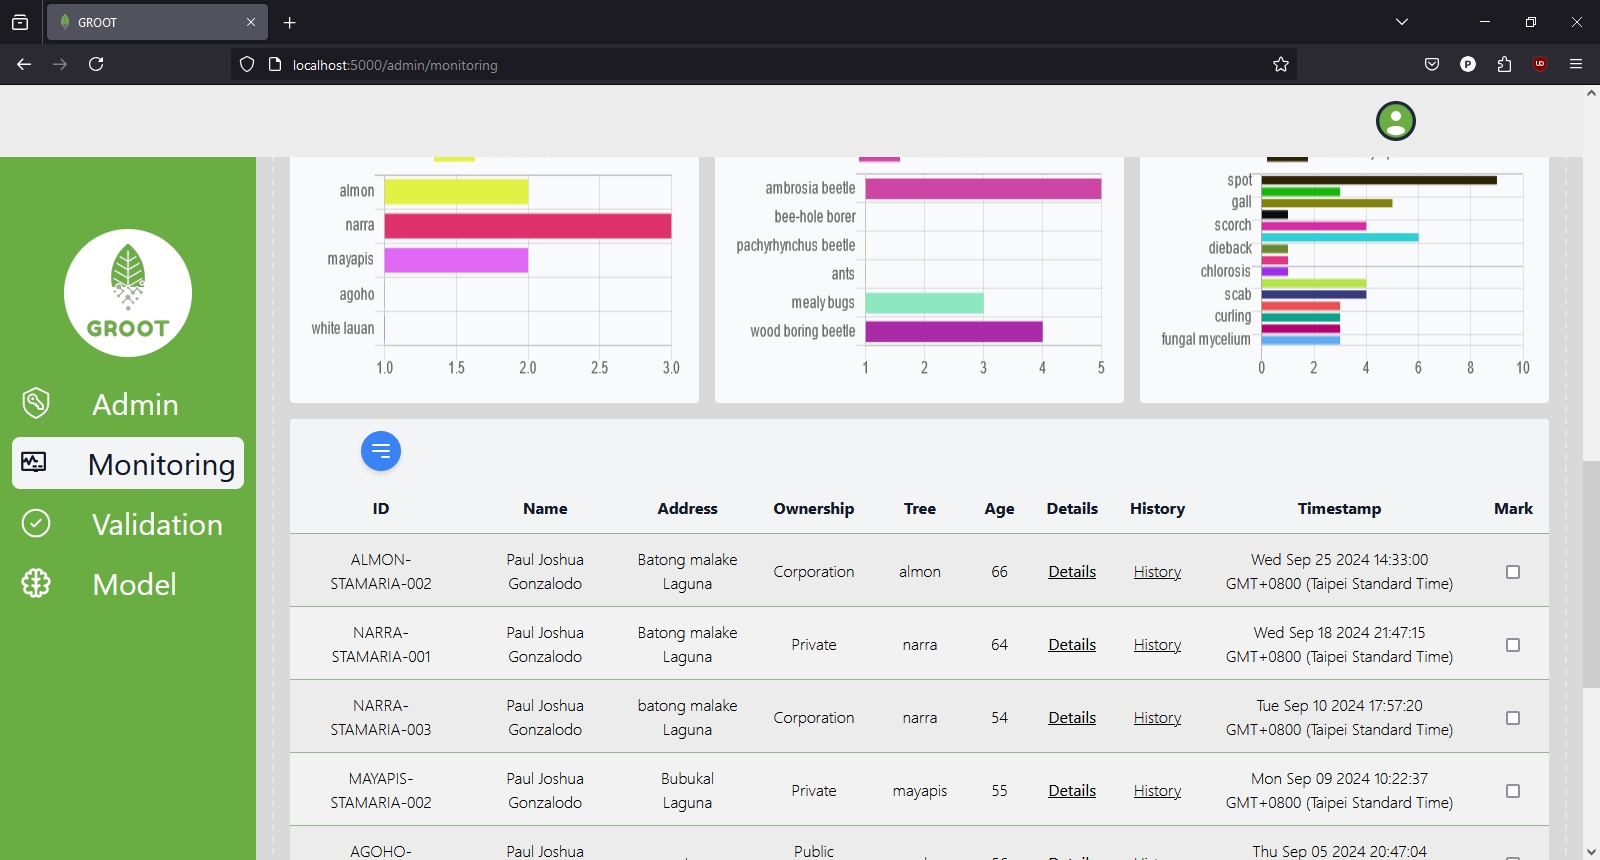 GROOT
localhost:5000/admin/monitoring
GROOT
Admin
Monitoring
Validation
Model
almon
narra
mayapis
agoho
white lauan
1.0 1.5 2.0 2.5 3.0
ambrosia beetle
bee-hole borer
pachyrhynchus beetle
ants
mealy bugs
wood boring beetle
1 2 3 4 5
spot
gall
scorch
dieback
chlorosis
scab
curling
fungal mycelium
0 2 4 6 8 10
ID Name Address Ownership Tree Age Details History Timestamp Mark
ALMON- Paul Joshua Batong malake Wed Sep 25 2024 14:33:00
Corporation almon 66 Details History
STAMARIA-002 Gonzalodo Laguna GMT+0800 (Taipei Standard Time)
NARRA- Paul Joshua Batong malake Wed Sep 18 2024 21:47:15
Private narra 64 Details History
STAMARIA-001 Gonzalodo Laguna GMT+0800 (Taipei Standard Time)
NARRA- Paul Joshua batong malake Tue Sep 10 2024 17:57:20
Corporation narra 54 Details History
STAMARIA-003 Gonzalodo Laguna GMT+0800 (Taipei Standard Time)
MAYAPIS- Paul Joshua Bubukal Mon Sep 09 2024 10:22:37
Private mayapis 55 Details History
STAMARIA-002 Gonzalodo Laguna GMT+0800 (Taipei Standard Time)
AGOHO- Paul Joshua Public Thu Sep 05 2024 20:47:04